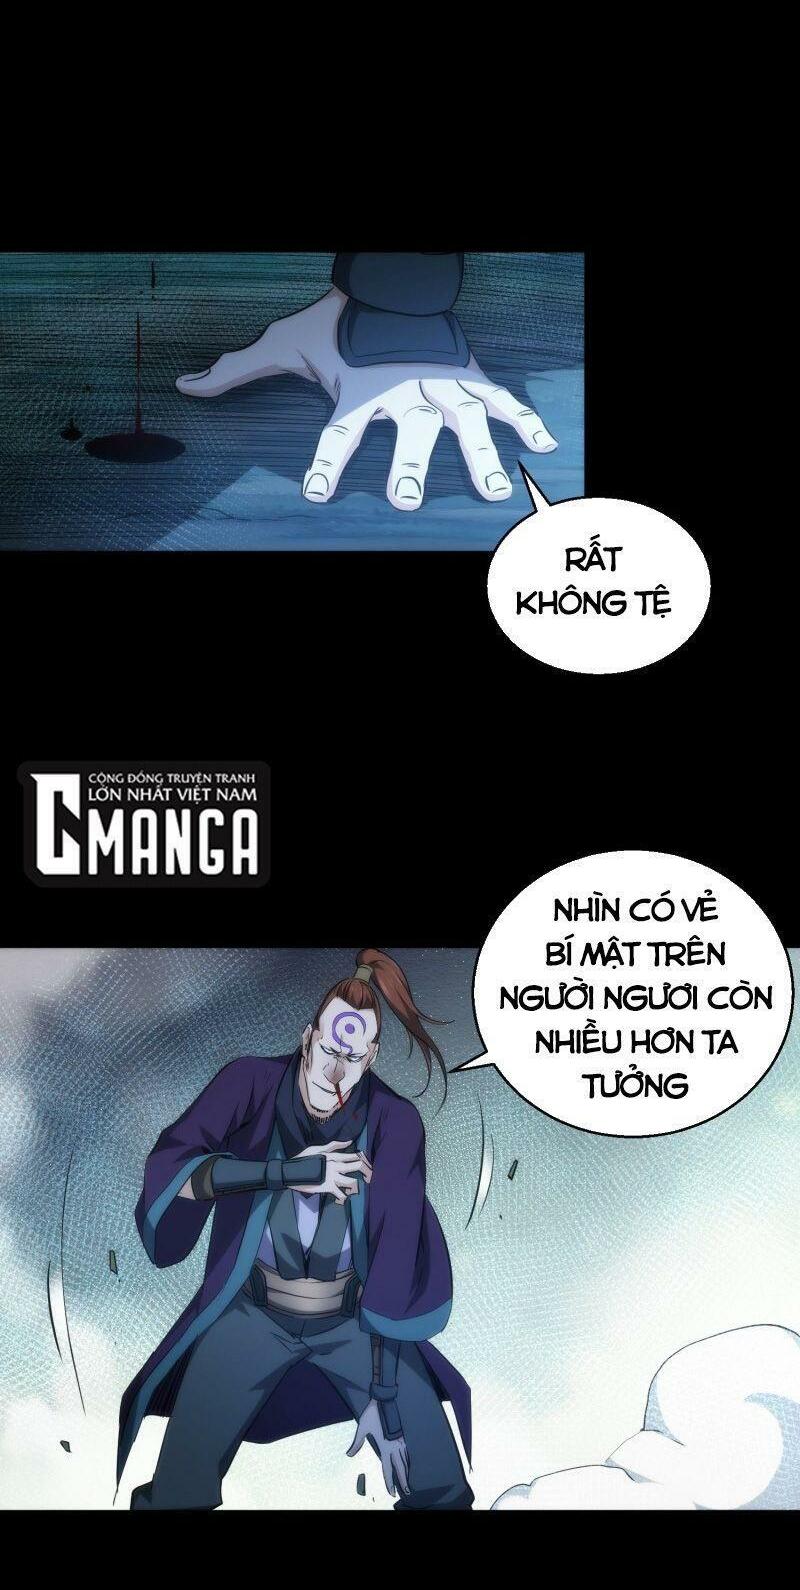 RẤT
KHÔNG TỆ
CỘNG ĐỒNG TRUYỆN TRANH
LỚN NHẤT VIỆT NAM
CMANGA
NHÌN CÓ VẺ
BÍ MẬT TRÊN
NGƯỜI NGƯƠI CÒN
NHIỀU HƠN TA
TƯỞNG